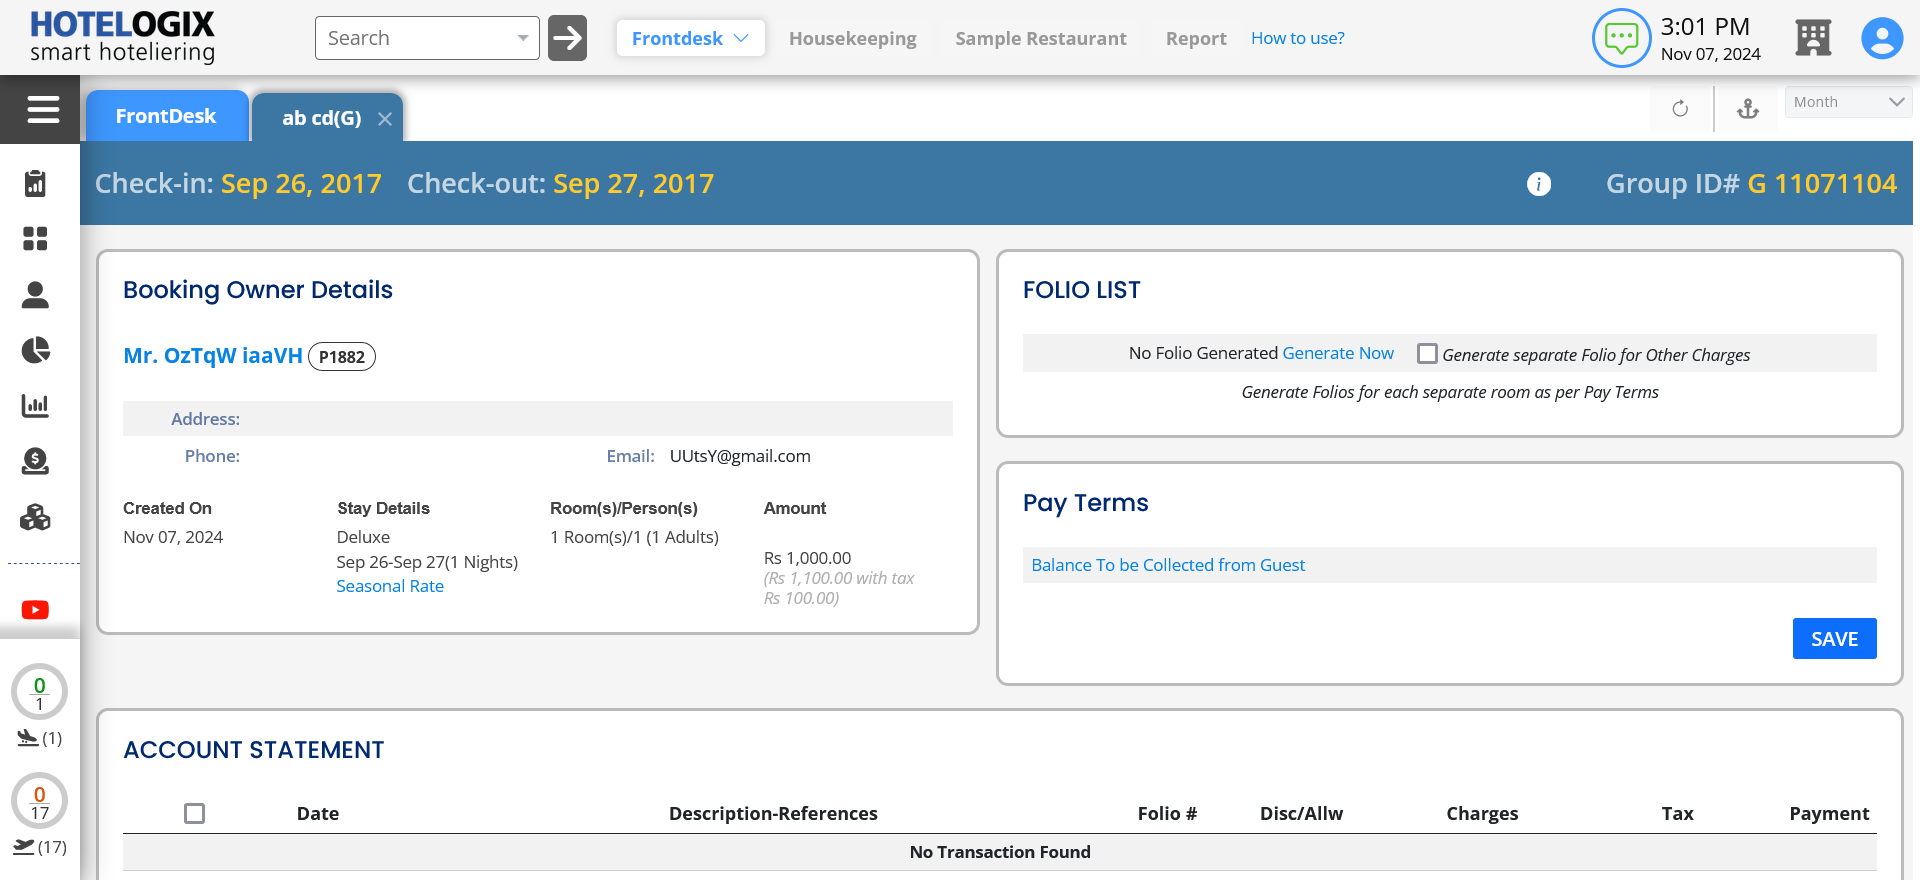 HOTELOGIX
smart hoteliering
Search
Frontdesk
Housekeeping
Sample Restaurant
Report
How to use?
3:01 PM
Nov 07, 2024
FrontDesk
ab cd(G)
Month
Check-in: Sep 26, 2017 Check-out: Sep 27, 2017
Group ID# G 11071104
Booking Owner Details
Mr. OzTqW iaaVH P1882
Address:
Phone:
Email: UUtsY@gmail.com
Created On Stay Details Room(s)/Person(s) Amount
Nov 07, 2024 Deluxe 1 Room(s)/1 (1 Adults)
Sep 26-Sep 27(1 Nights) Rs 1,000.00
Seasonal Rate (Rs 1,100.00 with tax
Rs 100.00)
FOLIO LIST
No Folio Generated Generate Now Generate separate Folio for Other Charges
Generate Folios for each separate room as per Pay Terms
Pay Terms
Balance To be Collected from Guest
SAVE
0
1
(1)
0
17
(17)
ACCOUNT STATEMENT
Date Description-References Folio # Disc/Allw Charges Tax Payment
No Transaction Found